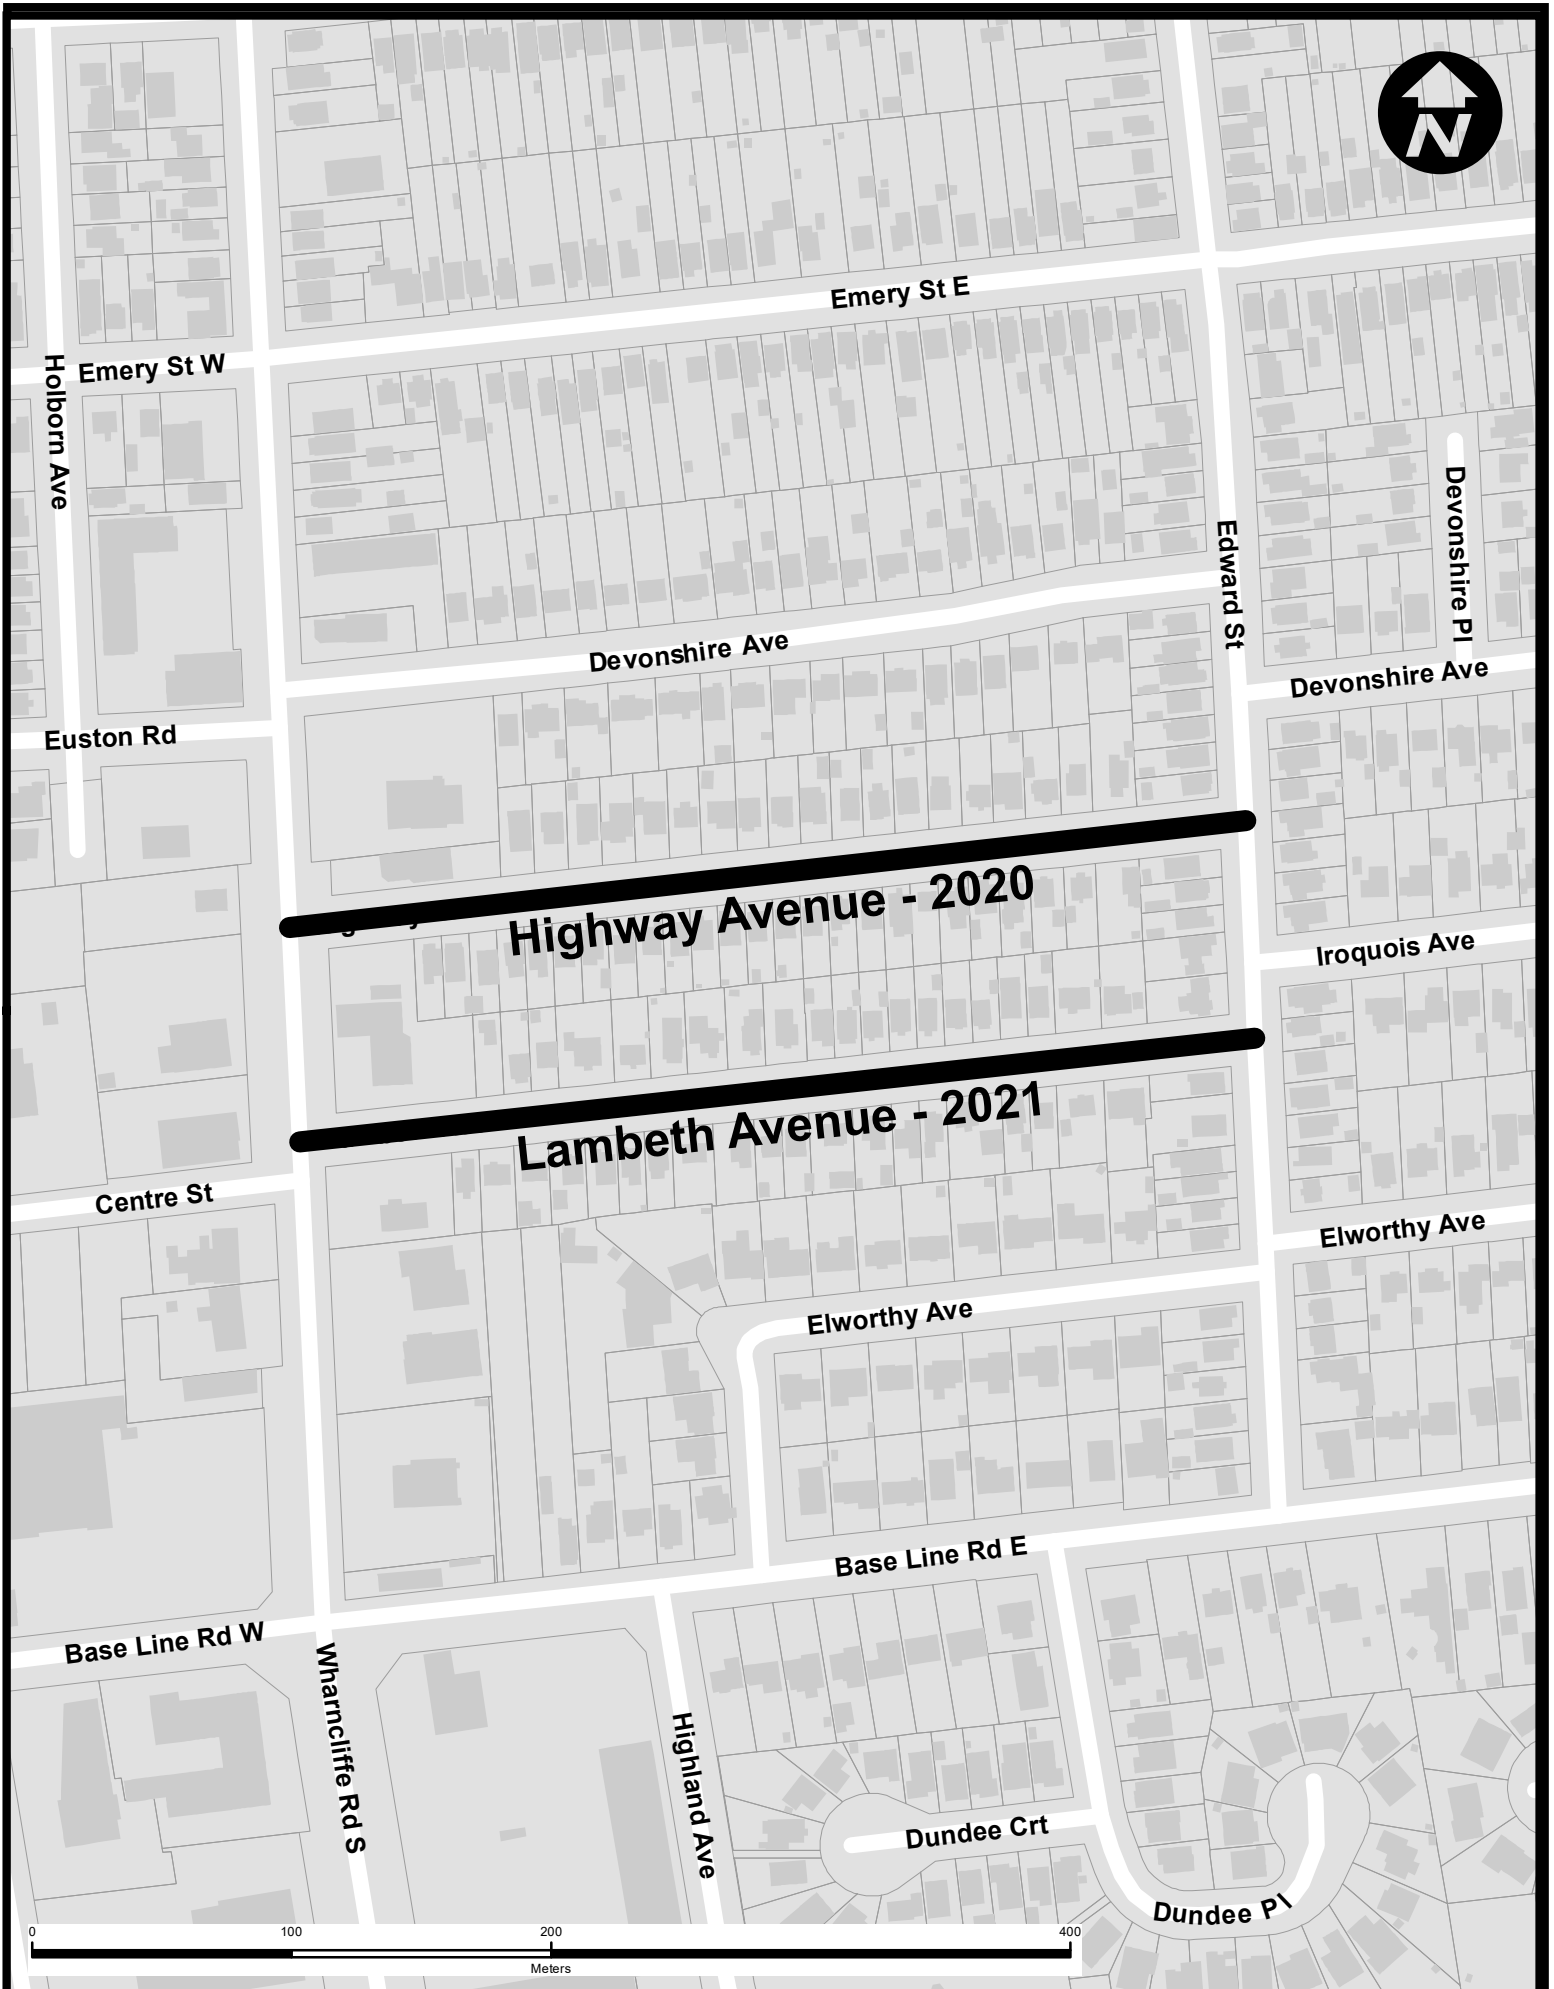 N
Emery St E
Emery St W
Holborn Ave
Devonshire Pl
Edward St
Devonshire Ave
Devonshire Ave
Euston Rd
Highway Avenue - 2020
Iroquois Ave
Lambeth Avenue - 2021
Centre St
Elworthy Ave
Elworthy Ave
Base Line Rd E
Base Line Rd W
Wharncliffe Rd S
Highland Ave
Dundee Crt
Dundee Pl
0 100 200 400
Meters